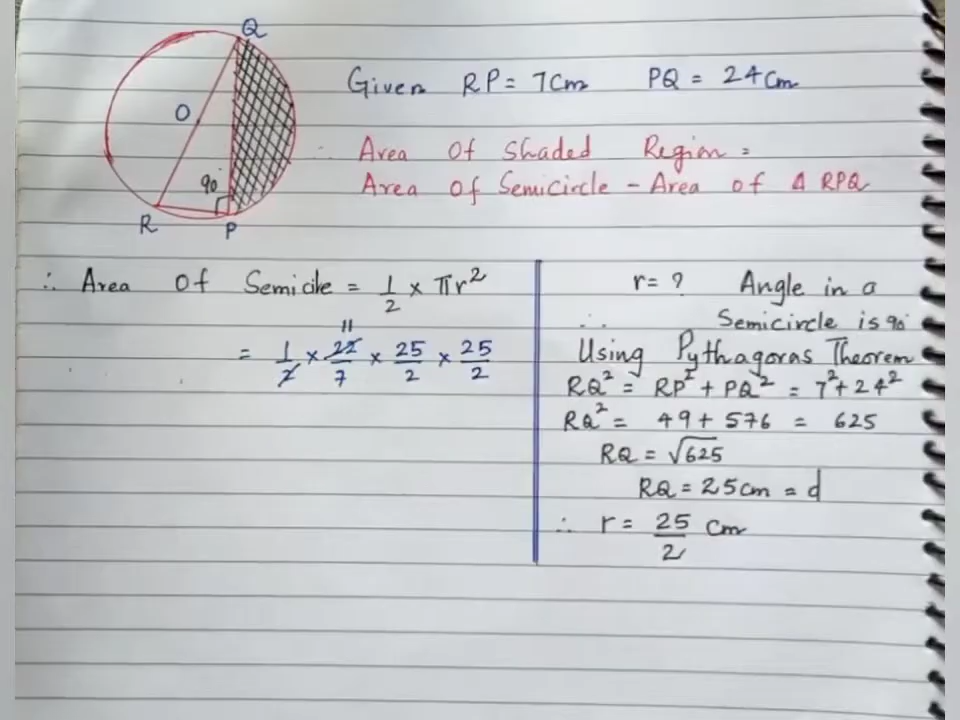 Q
O
90°
R
P
Given RP = 7cm PQ = 24cm
∴ Area Of Shaded Region =
Area Of Semicircle - Area of Δ RPQ
∴ Area Of Semicile = 1/2 × πr²
11
= 1/2 × 22/7 × 25/2 × 25/2
r = ? Angle in a
∴ Semicircle is 90°
Using Pythagoras Theorem
RQ² = RP² + PQ² = 7² + 24²
RQ² = 49 + 576 = 625
RQ = √625
RQ = 25cm = d
∴ r = 25/2 cm